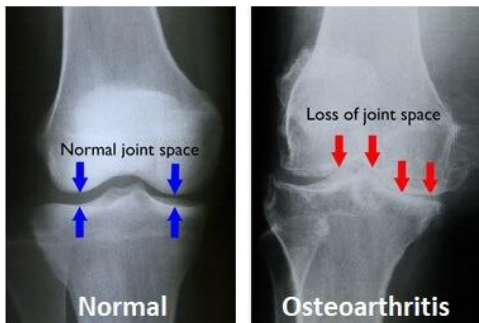 Normal joint space
Loss of joint space
Normal
Osteoarthritis